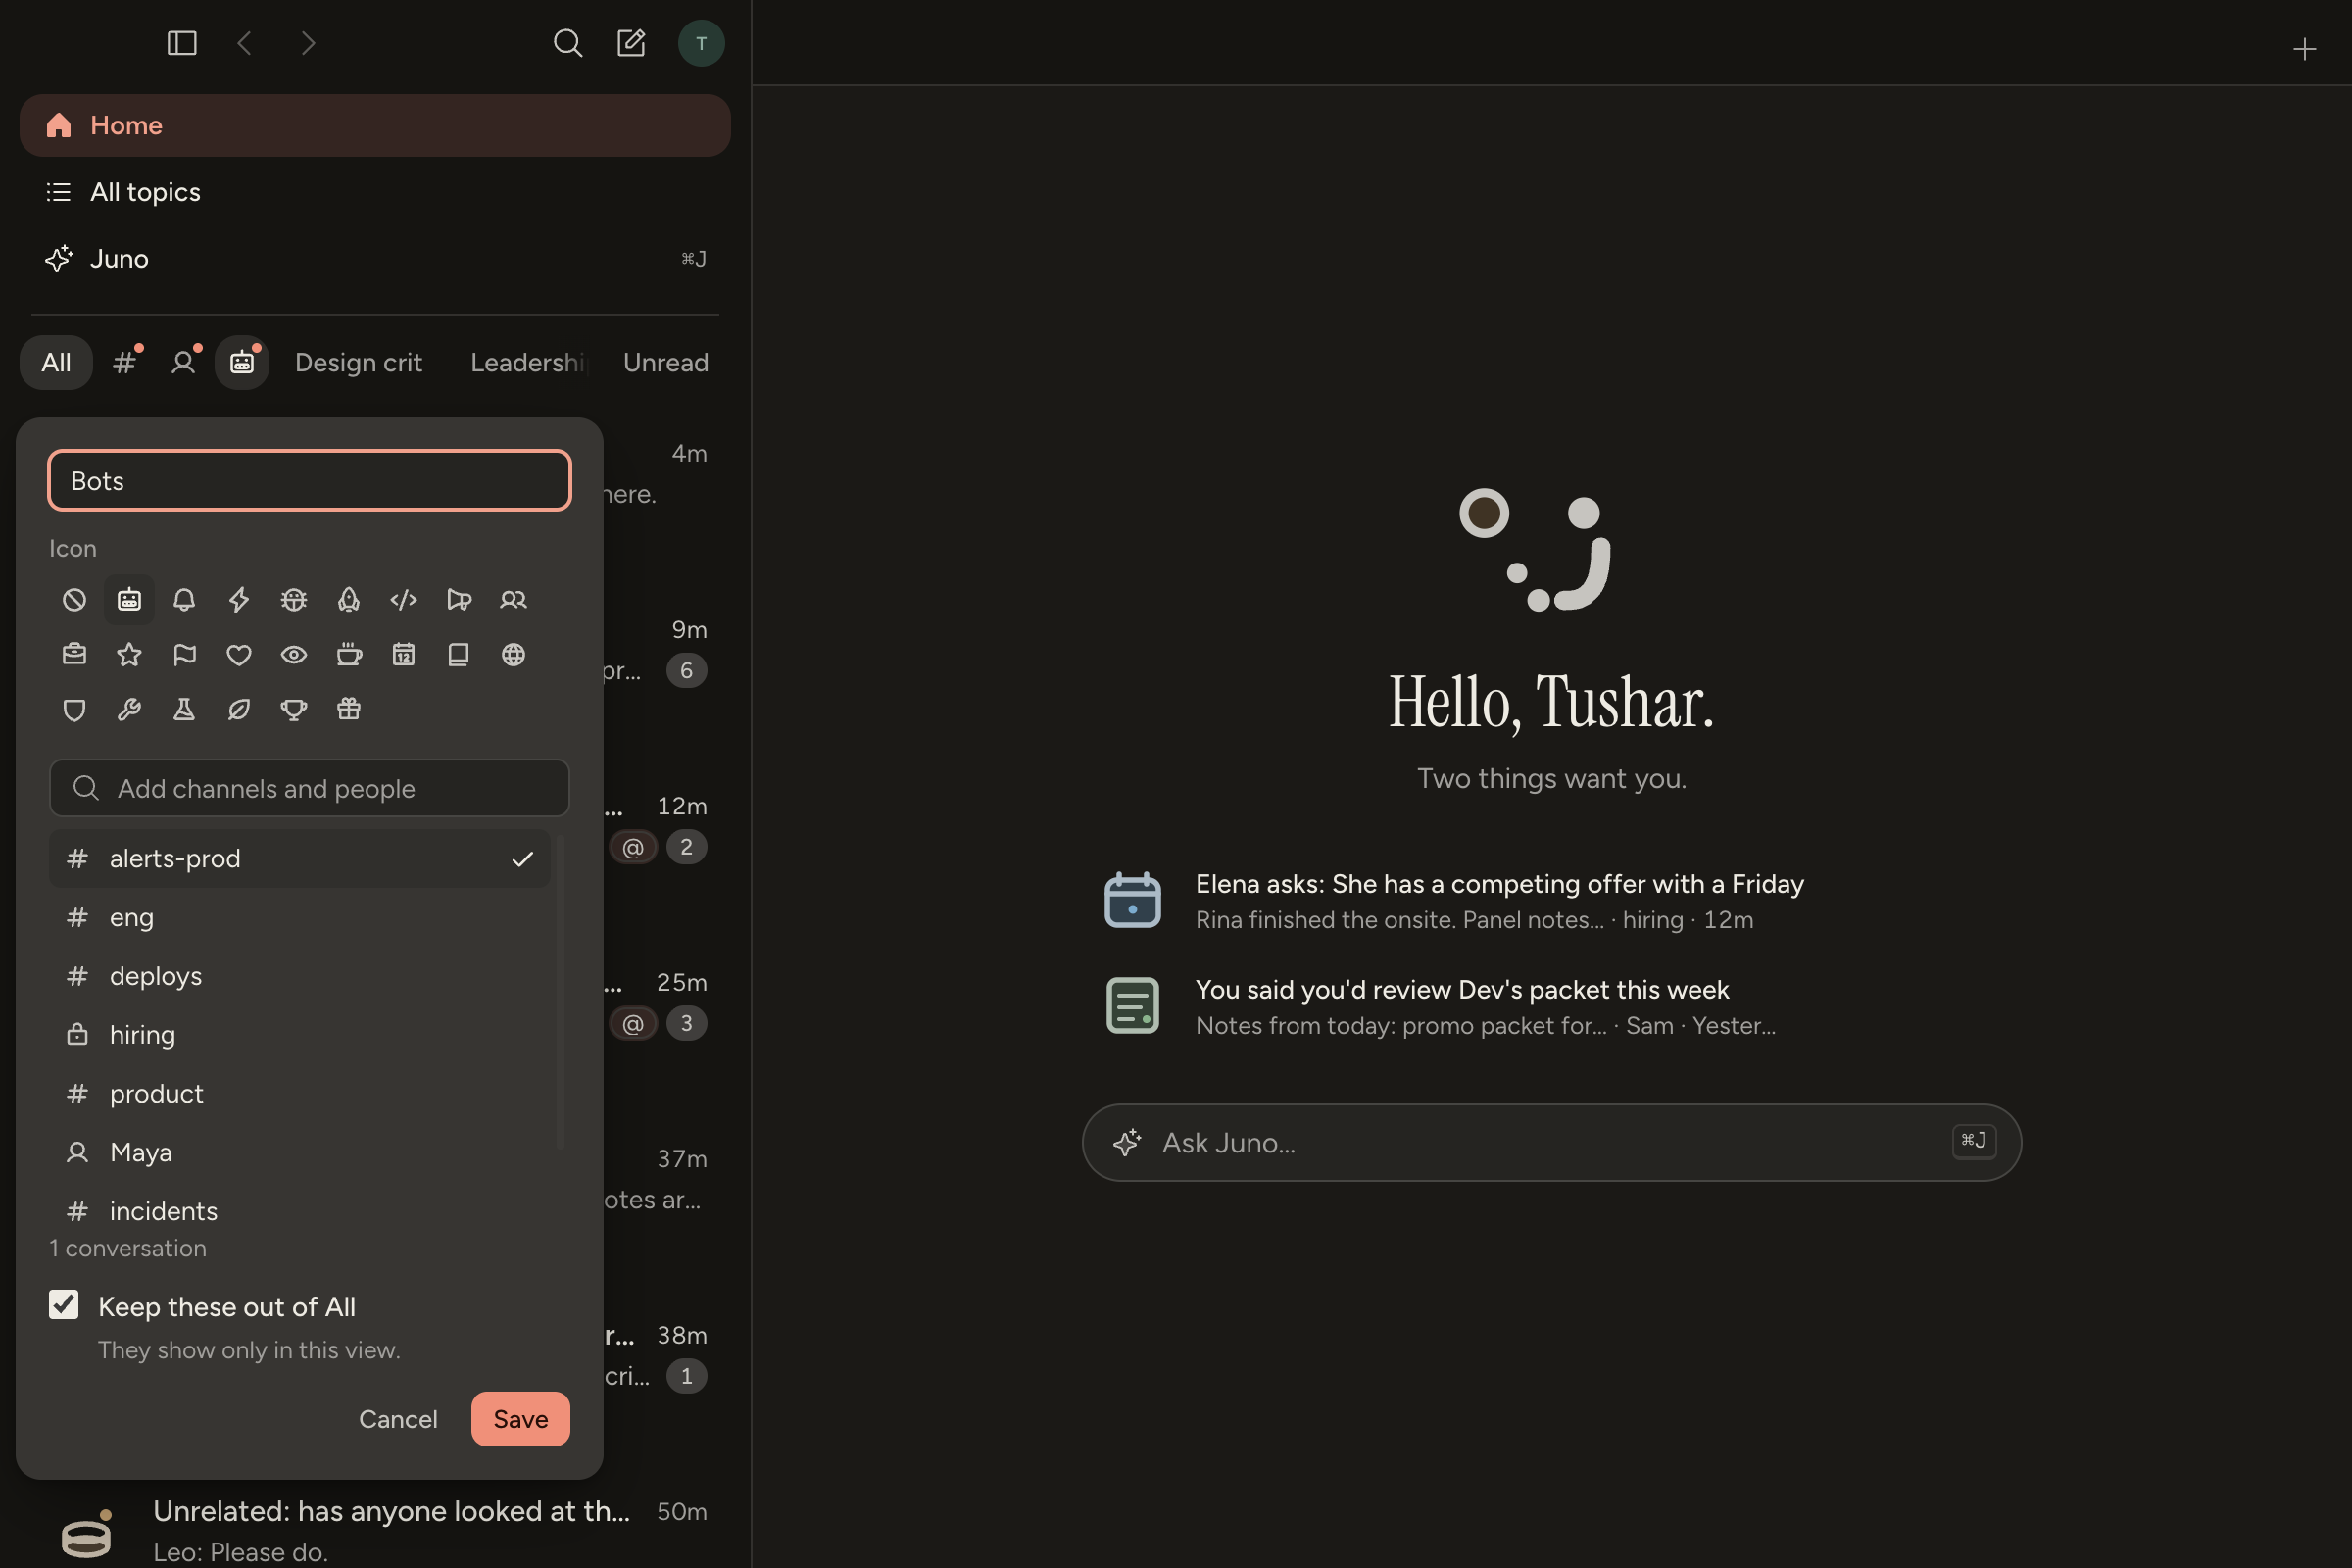 T
Home
All topics
Juno ⌘J
All # Design crit Leadershi Unread
Bots
4m
here.
Icon
9m
pr... 6
12
Add channels and people
... 12m
@ 2
# alerts-prod
# eng
# deploys
... 25m
@ 3
hiring
# product
Maya
37m
otes ar...
# incidents
1 conversation
Keep these out of All
They show only in this view.
r... 38m
cri... 1
Cancel Save
Unrelated: has anyone looked at th... 50m
Leo: Please do.
Hello, Tushar.
Two things want you.
Elena asks: She has a competing offer with a Friday
Rina finished the onsite. Panel notes... · hiring · 12m
You said you'd review Dev's packet this week
Notes from today: promo packet for... · Sam · Yester...
Ask Juno... ⌘J